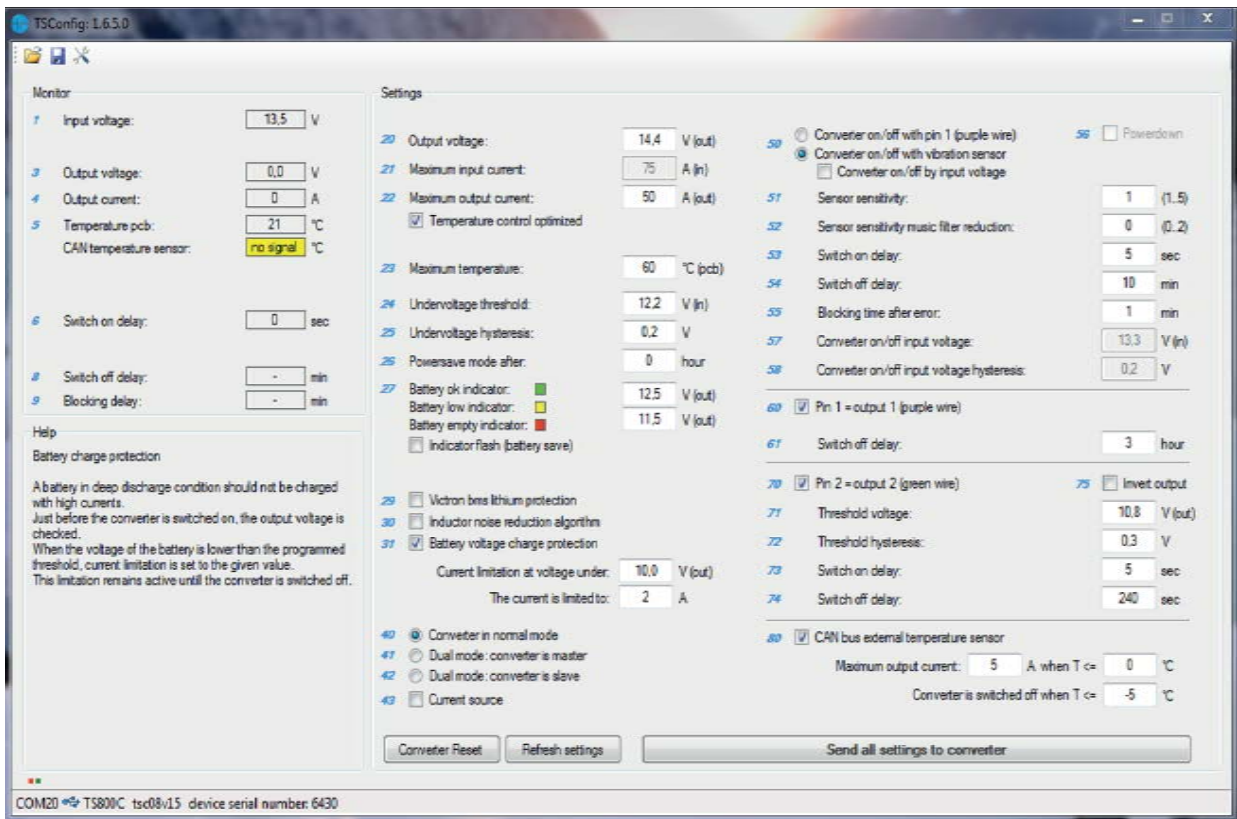 TSConfig: 1.6.5.0
Monitor
1 Input voltage: 13,5 V
3 Output voltage: 0,0 V
4 Output current: 0 A
5 Temperature pcb: 21 °C
CAN temperature sensor: no signal °C
6 Switch on delay: 0 sec
8 Switch off delay: - min
9 Blocking delay: - min
Help
Battery charge protection
A battery in deep discharge condition should not be charged
with high currents.
Just before the converter is switched on, the output voltage is
checked.
When the voltage of the battery is lower than the programmed
threshold, current limitation is set to the given value.
This limitation remains active until the converter is switched off.
Settings
20 Output voltage: 14,4 V (out)
21 Maximum input current: 75 A (in)
22 Maximum output current: 50 A (out)
Temperature control optimized
23 Maximum temperature: 60 °C (pcb)
24 Undervoltage threshold: 12,2 V (in)
25 Undervoltage hysteresis: 0,2 V
26 Powersave mode after: 0 hour
27 Battery ok indicator: 12,5 V (out)
Battery low indicator:
Battery empty indicator: 11,5 V (out)
Indicator flash (battery save)
29 Victron bms lithium protection
30 Inductor noise reduction algorithm
31 Battery voltage charge protection
Current limitation at voltage under: 10,0 V (out)
The current is limited to: 2 A
40 Converter in normal mode
41 Dual mode: converter is master
42 Dual mode: converter is slave
43 Current source
50 Converter on/off with pin 1 (purple wire)
Converter on/off with vibration sensor
Converter on/off by input voltage
56 Powerdown
51 Sensor sensitivity: 1 (1..5)
52 Sensor sensitivity music filter reduction: 0 (0..2)
53 Switch on delay: 5 sec
54 Switch off delay: 10 min
55 Blocking time after error: 1 min
57 Converter on/off input voltage: 13,3 V (in)
58 Converter on/off input voltage hysteresis: 0,2 V
60 Pin 1 = output 1 (purple wire)
61 Switch off delay: 3 hour
70 Pin 2 = output 2 (green wire) 75 Invert output
71 Threshold voltage: 10,8 V (out)
72 Threshold hysteresis: 0,3 V
73 Switch on delay: 5 sec
74 Switch off delay: 240 sec
80 CAN bus external temperature sensor
Maximum output current: 5 A when T <= 0 °C
Converter is switched off when T <= -5 °C
Converter Reset Refresh settings Send all settings to converter
COM20 TS800C tsc08v15 device serial number: 6430